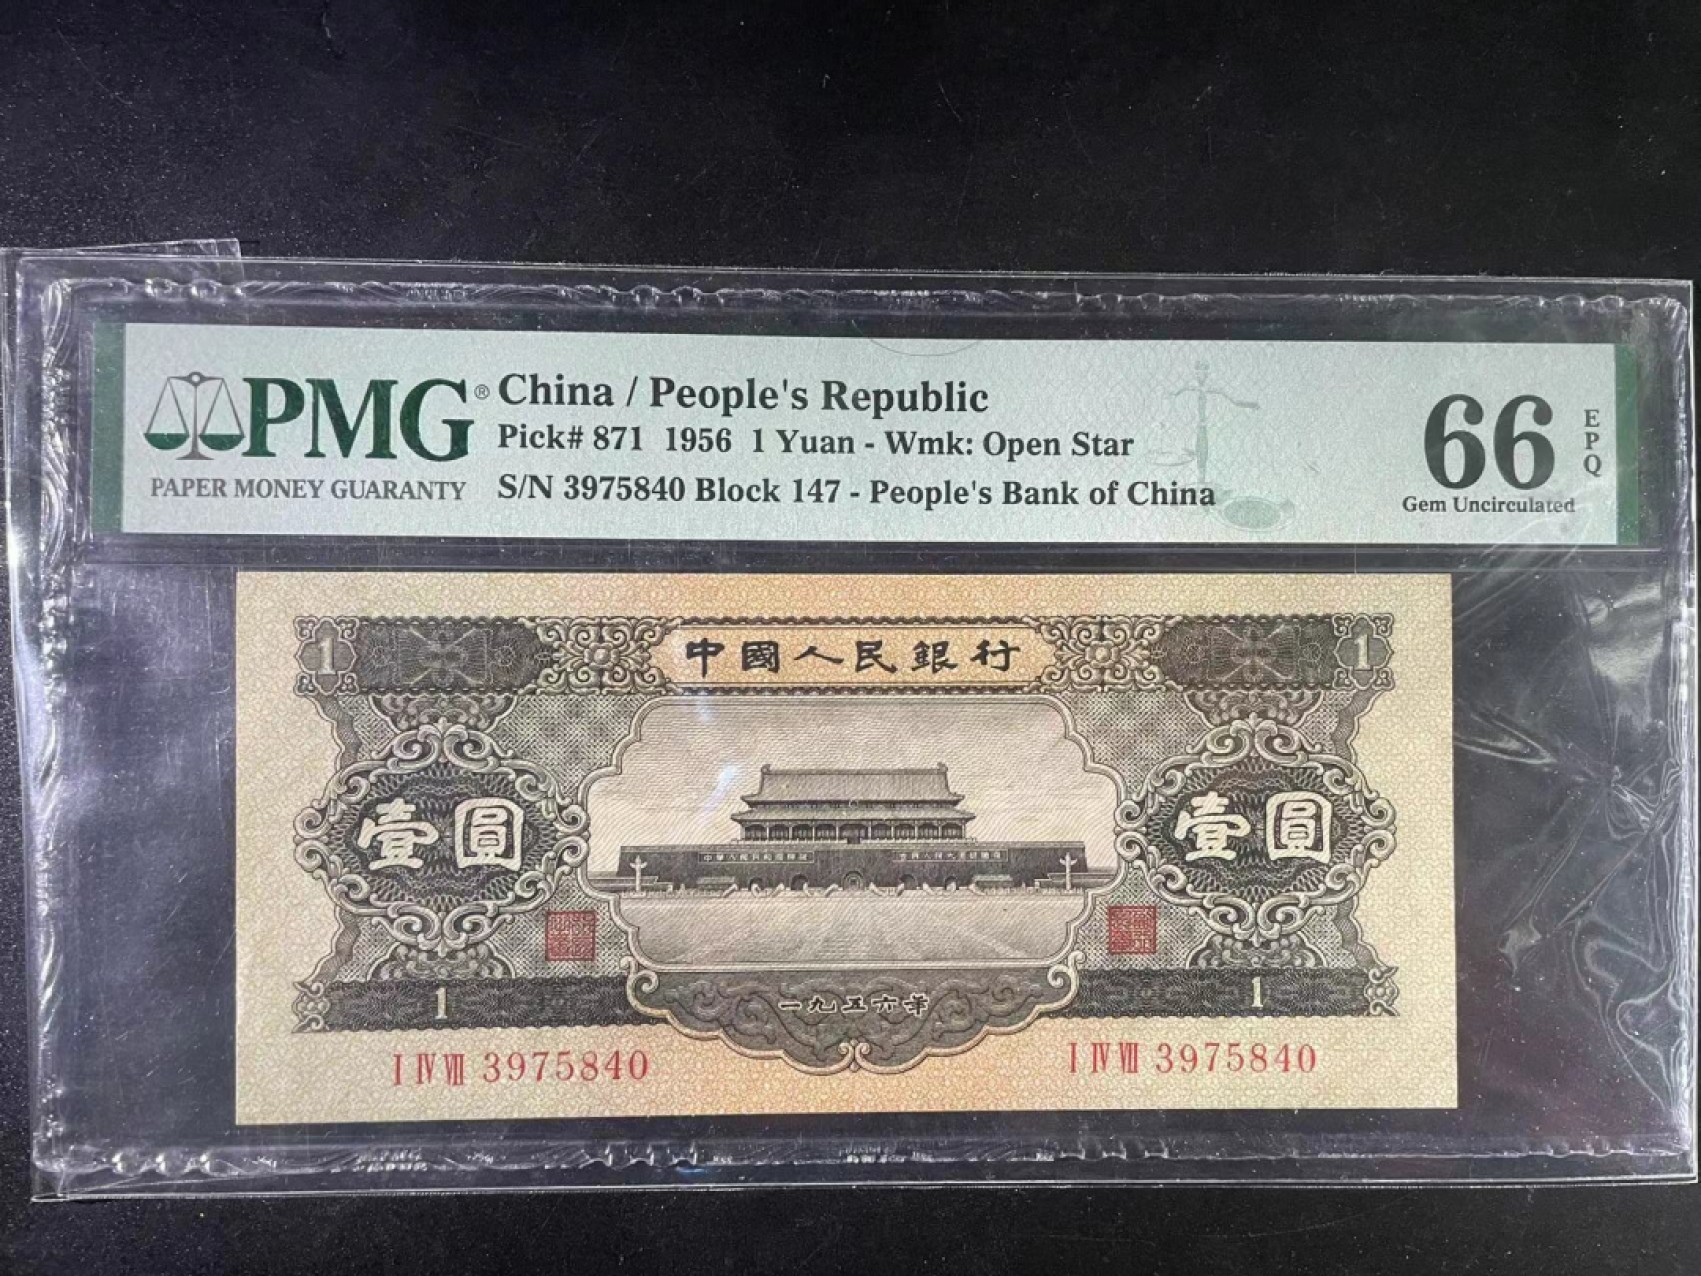 PMG® China / People's Republic
Pick# 871 1956 1 Yuan - Wmk: Open Star
PAPER MONEY GUARANTY S/N 3975840 Block 147 - People's Bank of China
66 EPQ
Gem Uncirculated
1 中國人民銀行 1
壹圓 壹圓
1 一九五六年 1
I IV VII 3975840 I IV VII 3975840